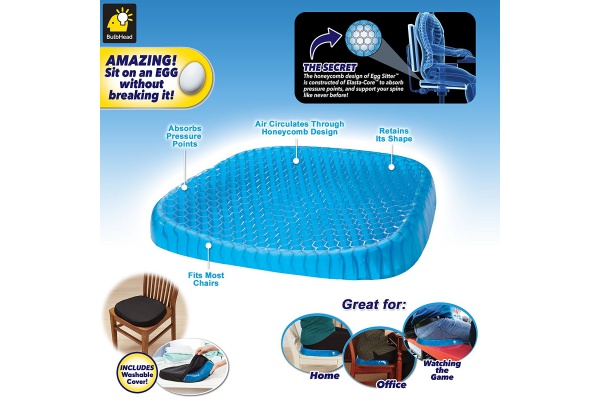 BulbHead
AMAZING!
Sit on an EGG
without
breaking it!
THE SECRET
The honeycomb design of Egg Sitter™
is constructed of Elasta-Core™ to absorb
pressure points, and support your spine
like never before!
Absorbs
Pressure
Points
Air Circulates Through
Honeycomb Design
Retains
Its Shape
Fits Most
Chairs
INCLUDES
Washable
Cover!
Great for:
Home
Office
Watching
the Game